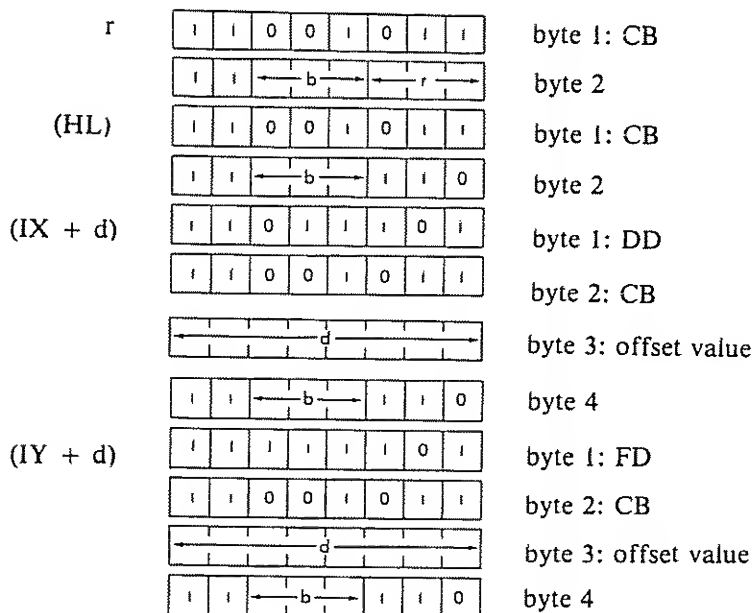 r 1 1 0 0 1 0 1 1 byte 1: CB
1 1 b r byte 2
(HL) 1 1 0 0 1 0 1 1 byte 1: CB
1 1 b 1 1 0 byte 2
(IX + d) 1 1 0 1 1 1 0 1 byte 1: DD
1 1 0 0 1 0 1 1 byte 2: CB
d byte 3: offset value
1 1 b 1 1 0 byte 4
(IY + d) 1 1 1 1 1 1 0 1 byte 1: FD
1 1 0 0 1 0 1 1 byte 2: CB
d byte 3: offset value
1 1 b 1 1 0 byte 4